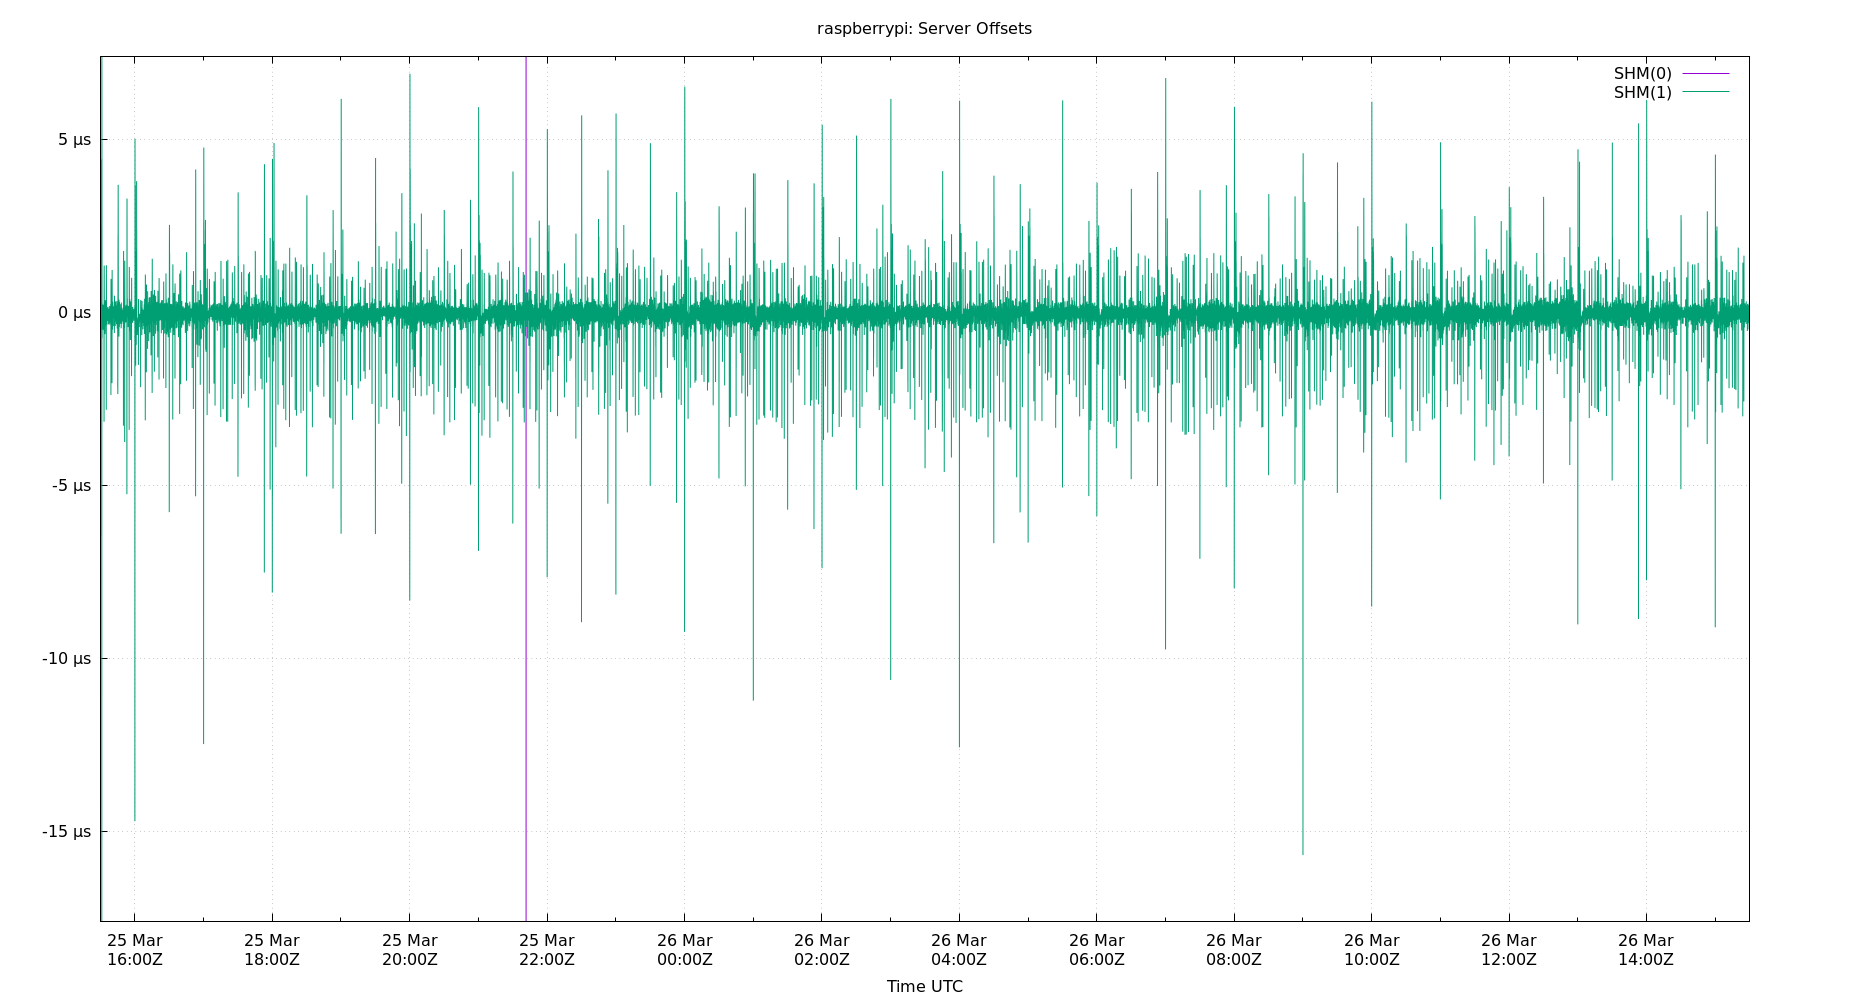 raspberrypi: Server Offsets
SHM(0)
SHM(1)
5 µs
0 µs
-5 µs
-10 µs
-15 µs
25 Mar 25 Mar 25 Mar 25 Mar 26 Mar 26 Mar 26 Mar 26 Mar 26 Mar 26 Mar 26 Mar 26 Mar
16:00Z 18:00Z 20:00Z 22:00Z 00:00Z 02:00Z 04:00Z 06:00Z 08:00Z 10:00Z 12:00Z 14:00Z
Time UTC